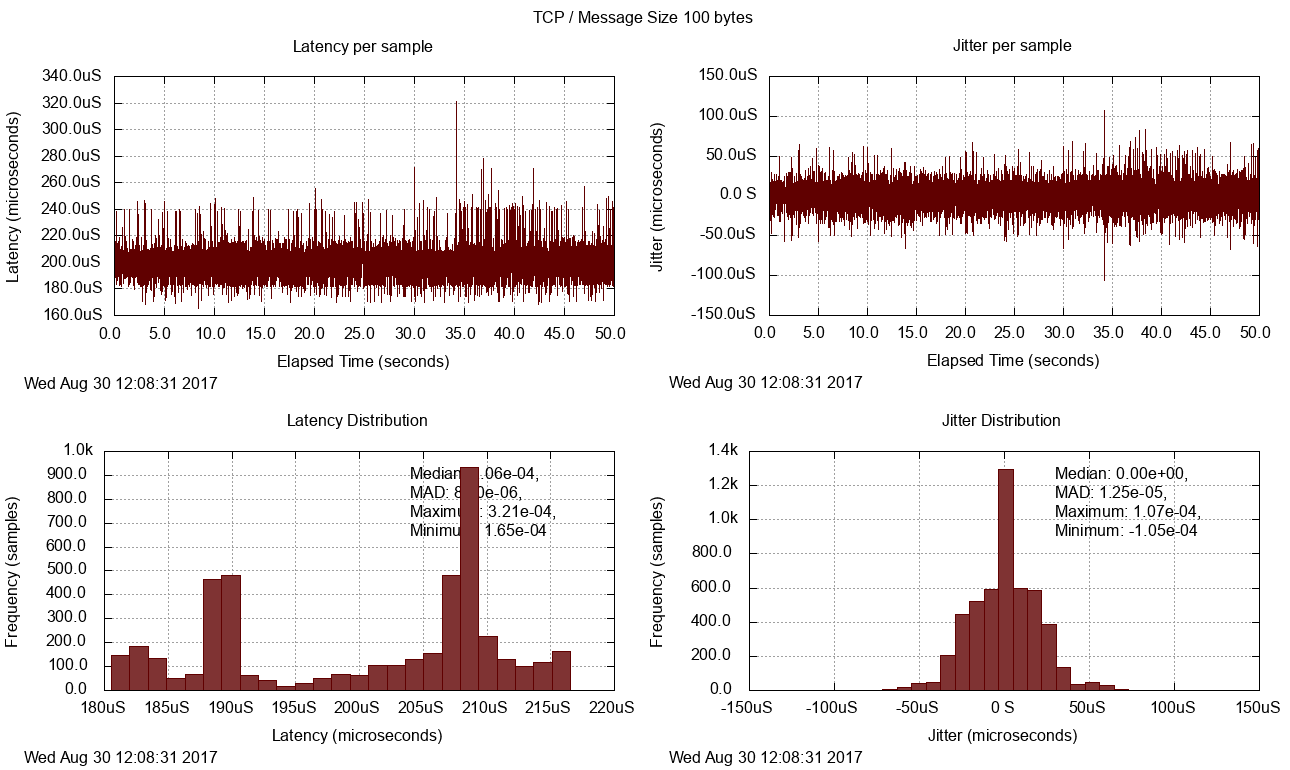 TCP / Message Size 100 bytes
Latency per sample
340.0uS
320.0uS
300.0uS
280.0uS
260.0uS
240.0uS
220.0uS
200.0uS
180.0uS
160.0uS
Latency (microseconds)
0.0 5.0 10.0 15.0 20.0 25.0 30.0 35.0 40.0 45.0 50.0
Elapsed Time (seconds)
Wed Aug 30 12:08:31 2017
Jitter per sample
150.0uS
100.0uS
50.0uS
0.0 S
-50.0uS
-100.0uS
-150.0uS
Jitter (microseconds)
0.0 5.0 10.0 15.0 20.0 25.0 30.0 35.0 40.0 45.0 50.0
Elapsed Time (seconds)
Wed Aug 30 12:08:31 2017
Latency Distribution
1.0k
900.0
800.0
700.0
600.0
500.0
400.0
300.0
200.0
100.0
0.0
Frequency (samples)
Median .06e-04,
MAD: 8 0e-06,
Maximu : 3.21e-04,
Minimu 1.65e-04
180uS 185uS 190uS 195uS 200uS 205uS 210uS 215uS 220uS
Latency (microseconds)
Wed Aug 30 12:08:31 2017
Jitter Distribution
1.4k
1.2k
1.0k
800.0
600.0
400.0
200.0
0.0
Frequency (samples)
Median: 0.00e+00,
MAD: 1.25e-05,
Maximum: 1.07e-04,
Minimum: -1.05e-04
-150uS -100uS -50uS 0 S 50uS 100uS 150uS
Jitter (microseconds)
Wed Aug 30 12:08:31 2017